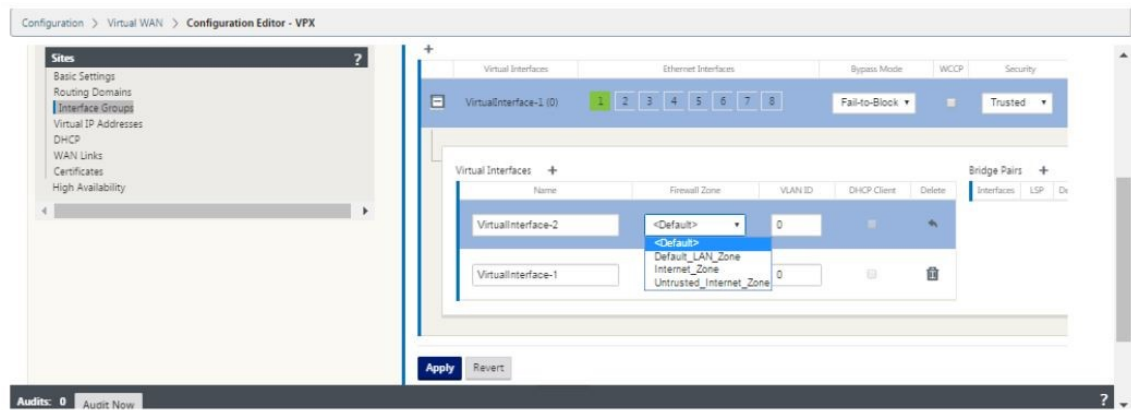 Configuration > Virtual WAN > Configuration Editor - VPX
Sites ?
Basic Settings
Routing Domains
Interface Groups
Virtual IP Addresses
DHCP
WAN Links
Certificates
High Availability
+
Virtual Interfaces Ethernet Interfaces Bypass Mode WCCP Security
VirtualInterface-1 (0) 1 2 3 4 5 6 7 8 Fail-to-Block Trusted
Virtual Interfaces + Bridge Pairs +
Name Firewall Zone VLAN ID DHCP Client Delete Interfaces LSP De
VirtualInterface-2 <Default> 0
<Default>
Default_LAN_Zone
Internet_Zone
Untrusted_Internet_Zone
VirtualInterface-1 0
Apply Revert
Audits: 0 Audit Now ?